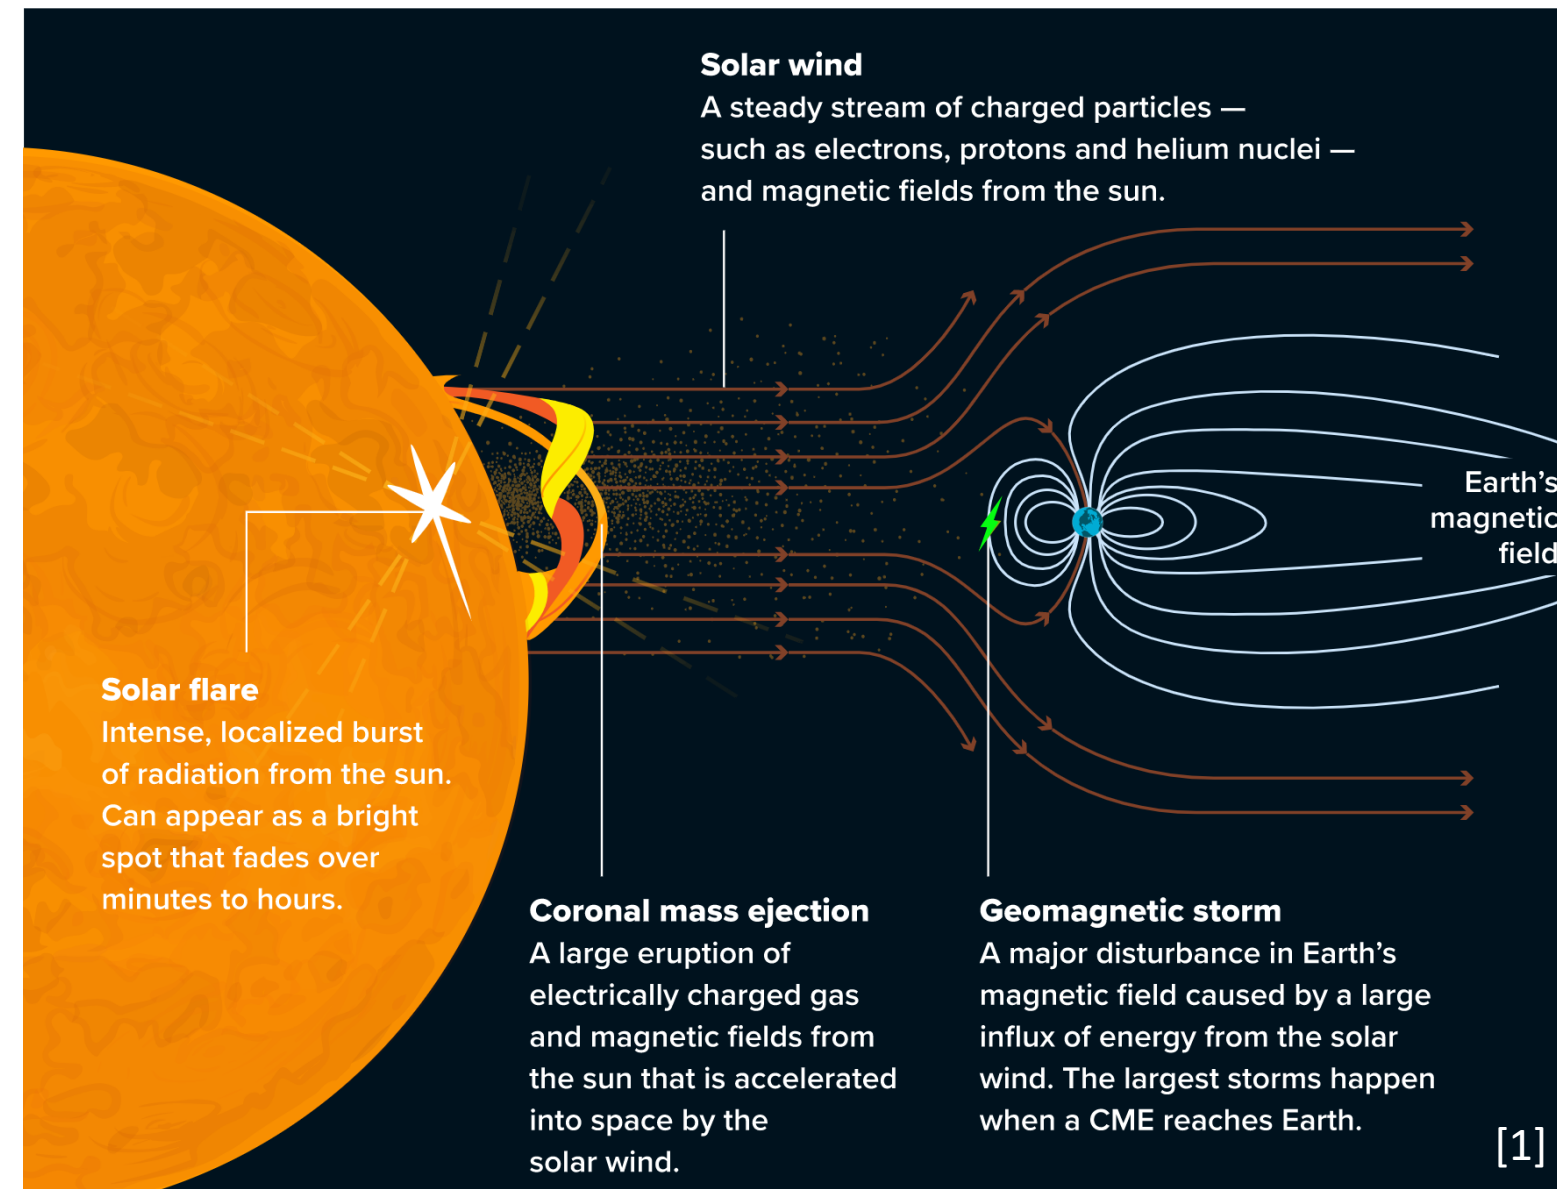 Solar wind
A steady stream of charged particles —
such as electrons, protons and helium nuclei —
and magnetic fields from the sun.
Earth's
magnetic
field
Solar flare
Intense, localized burst
of radiation from the sun.
Can appear as a bright
spot that fades over
minutes to hours.
Coronal mass ejection
A large eruption of
electrically charged gas
and magnetic fields from
the sun that is accelerated
into space by the
solar wind.
Geomagnetic storm
A major disturbance in Earth's
magnetic field caused by a large
influx of energy from the solar
wind. The largest storms happen
when a CME reaches Earth.
[1]